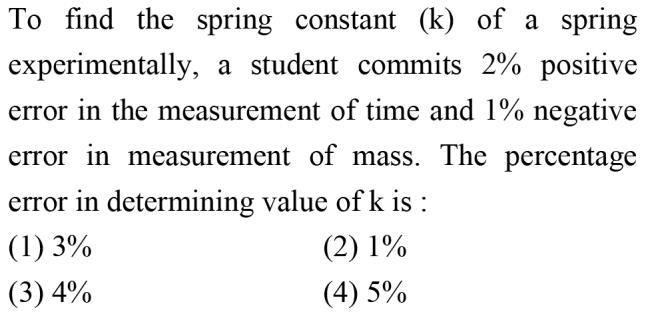 To find the spring constant (k) of a spring
experimentally, a student commits 2% positive
error in the measurement of time and 1% negative
error in measurement of mass. The percentage
error in determining value of k is :
(1) 3% (2) 1%
(3) 4% (4) 5%